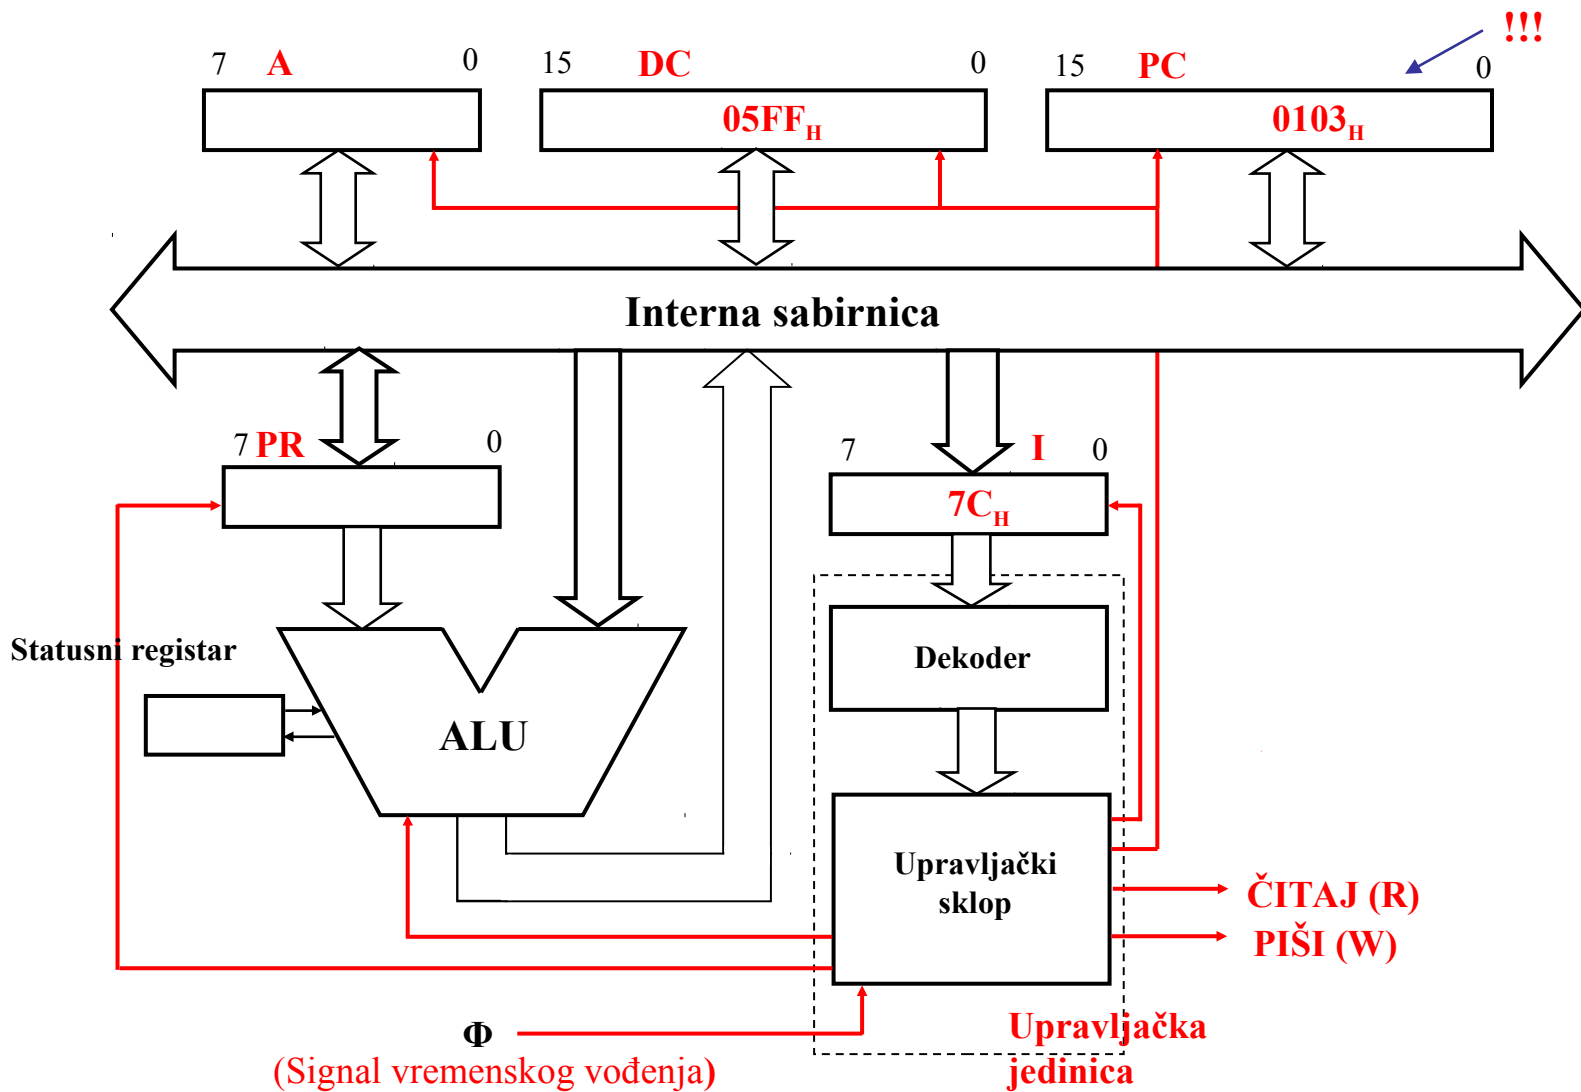 !!!
7 A 0 15 DC 0 15 PC 0
05FFH 0103H
Interna sabirnica
7 PR 0 7 I 0
7CH
Statusni registar
Dekoder
ALU
Upravljački
sklop
ČITAJ (R)
PIŠI (W)
Φ
(Signal vremenskog vođenja)
Upravljačka
jedinica